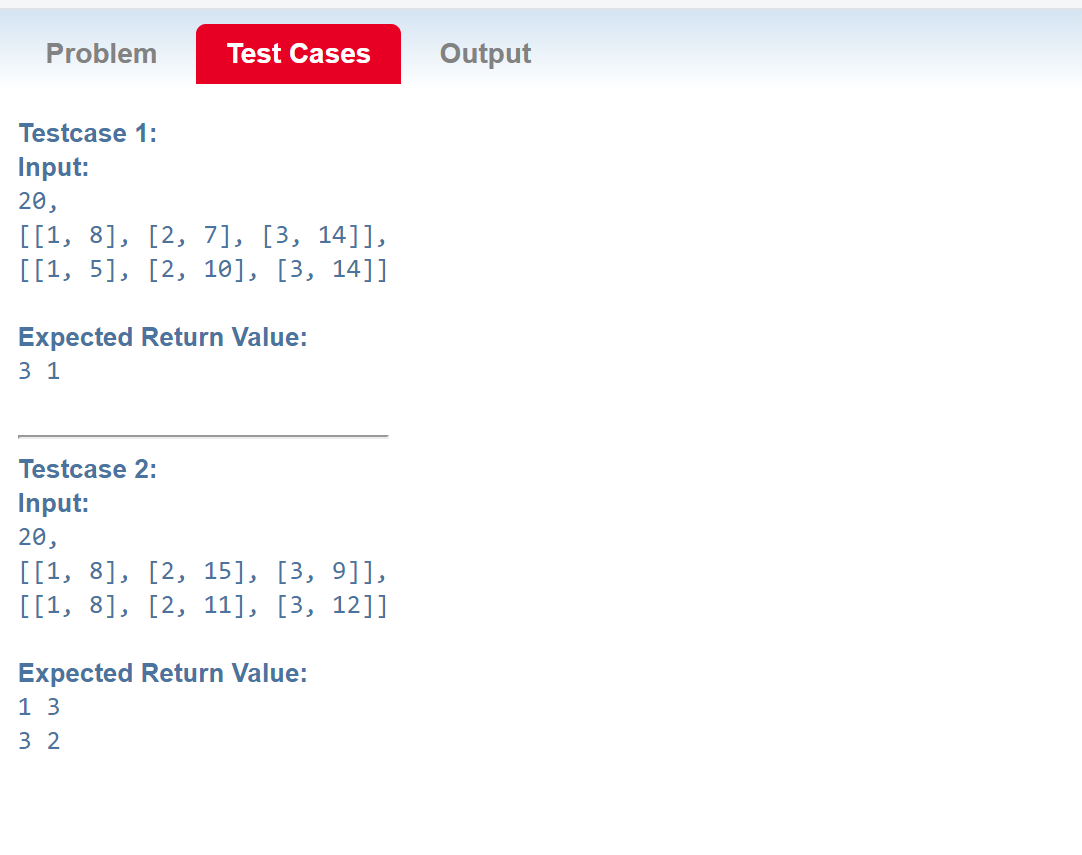 Problem Test Cases Output
Testcase 1:
Input:
20,
[[1, 8], [2, 7], [3, 14]],
[[1, 5], [2, 10], [3, 14]]
Expected Return Value:
3 1
Testcase 2:
Input:
20,
[[1, 8], [2, 15], [3, 9]],
[[1, 8], [2, 11], [3, 12]]
Expected Return Value:
1 3
3 2